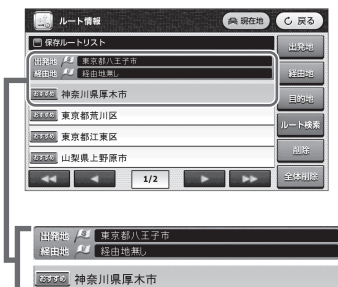 ルート情報 現在地 戻る
保存ルートリスト 出発地
出発地 東京都八王子市
経由地 経由地無し 経由地
おすすめ 神奈川県厚木市 目的地
おすすめ 東京都荒川区 ルート検索
おすすめ 東京都江東区 削除
おすすめ 山梨県上野原市 全体削除
1/2
出発地 東京都八王子市
経由地 経由地無し
おすすめ 神奈川県厚木市